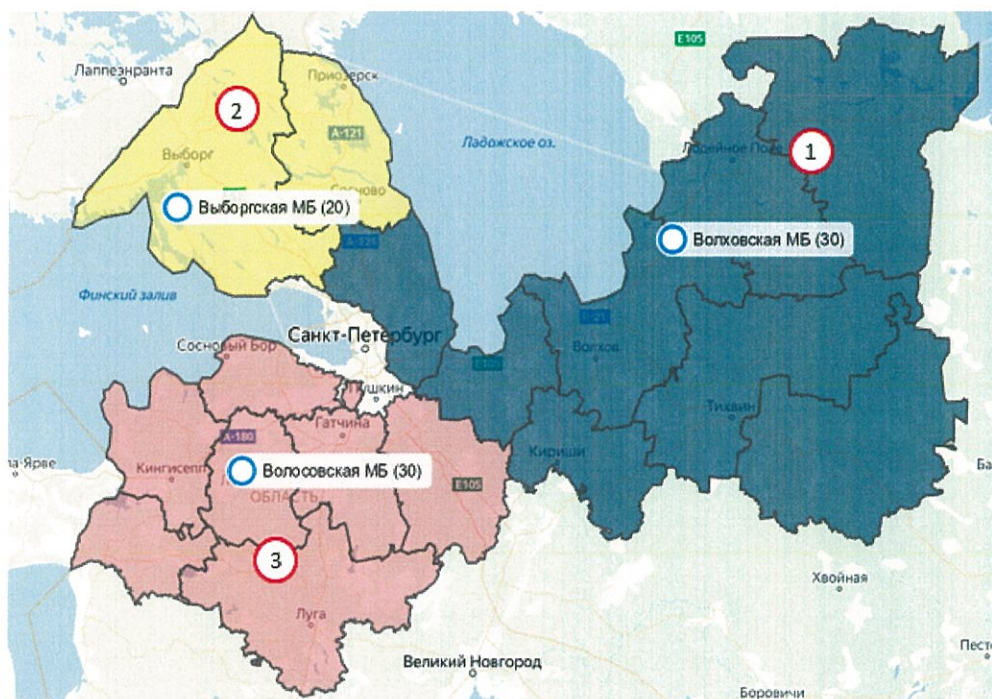 E105
Лаппеэнранта
Приозерск
2
А-121
Ладожское оз.
Лодейное Поле
1
Выборг
Сосново
Выборгская МБ (20)
Волховская МБ (30)
Финский залив
Санкт-Петербург
Сосновый Бор
Волхов
Пушкин
Гатчина
Тихвин
А-180
Кириши
Кингисепп
Волосовская МБ (30)
E105
ОБЛАСТЬ
3
Хвойная
Луга
Великий Новгород
Боровичи